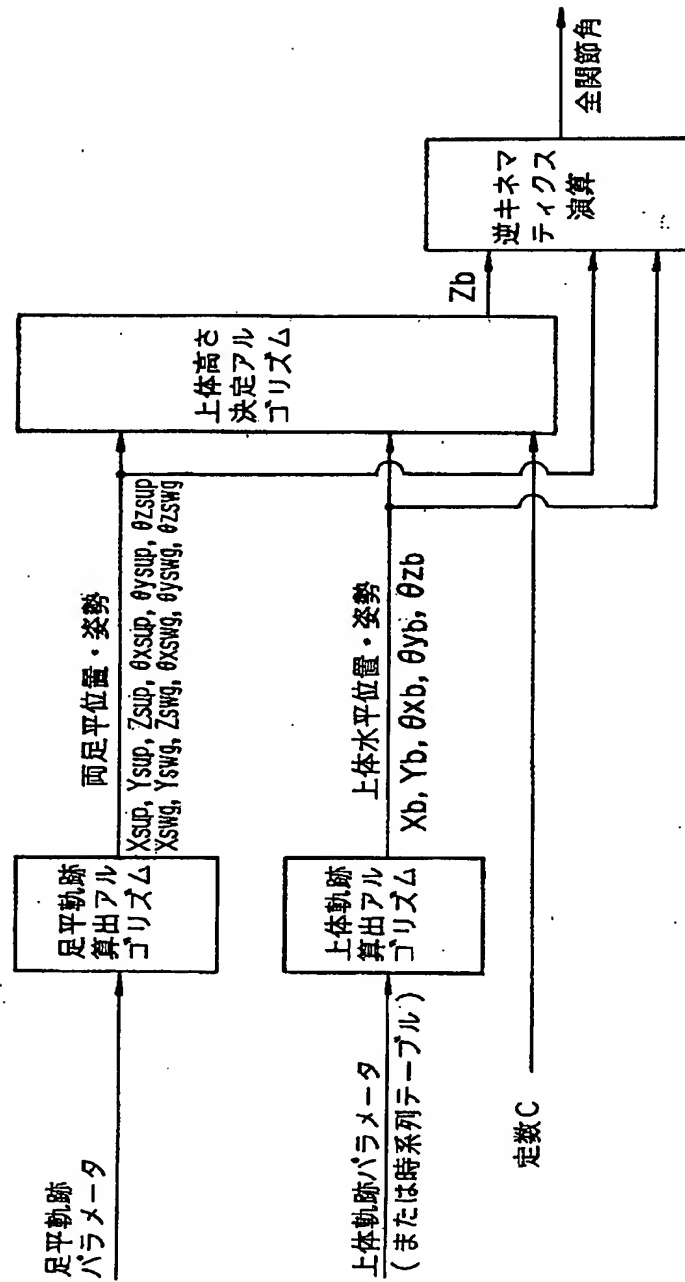 足平軌跡
パラメータ
足平軌跡
算出アル
ゴリズム
両足平位置・姿勢
Xsup, Ysup, Zsup, θxsup, θysup, θzsup
Xswg, Yswg, Zswg, θxswg, θyswg, θzswg
上体軌跡パラメータ
(または時系列テーブル)
上体軌跡
算出アル
ゴリズム
上体水平位置・姿勢
Xb, Yb, θxb, θyb, θzb
定数C
上体高さ
決定アル
ゴリズム
Zb
逆キネマ
ティクス
演算
全関節角